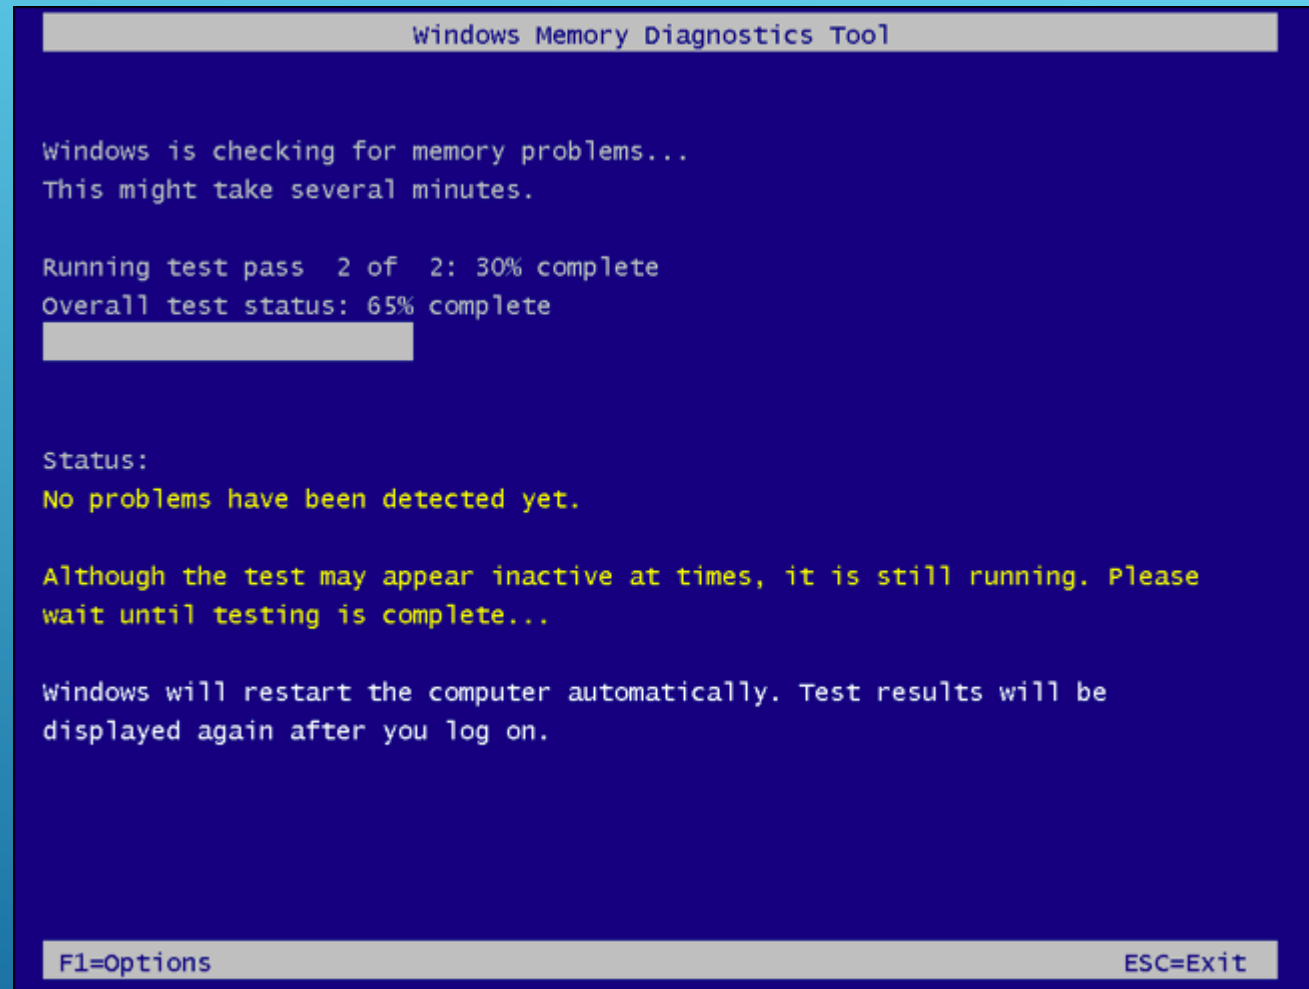 Windows Memory Diagnostics Tool
Windows is checking for memory problems...
This might take several minutes.
Running test pass  2 of  2: 30% complete
Overall test status: 65% complete
Status:
No problems have been detected yet.
Although the test may appear inactive at times, it is still running. Please
wait until testing is complete...
Windows will restart the computer automatically. Test results will be
displayed again after you log on.
F1=Options ESC=Exit